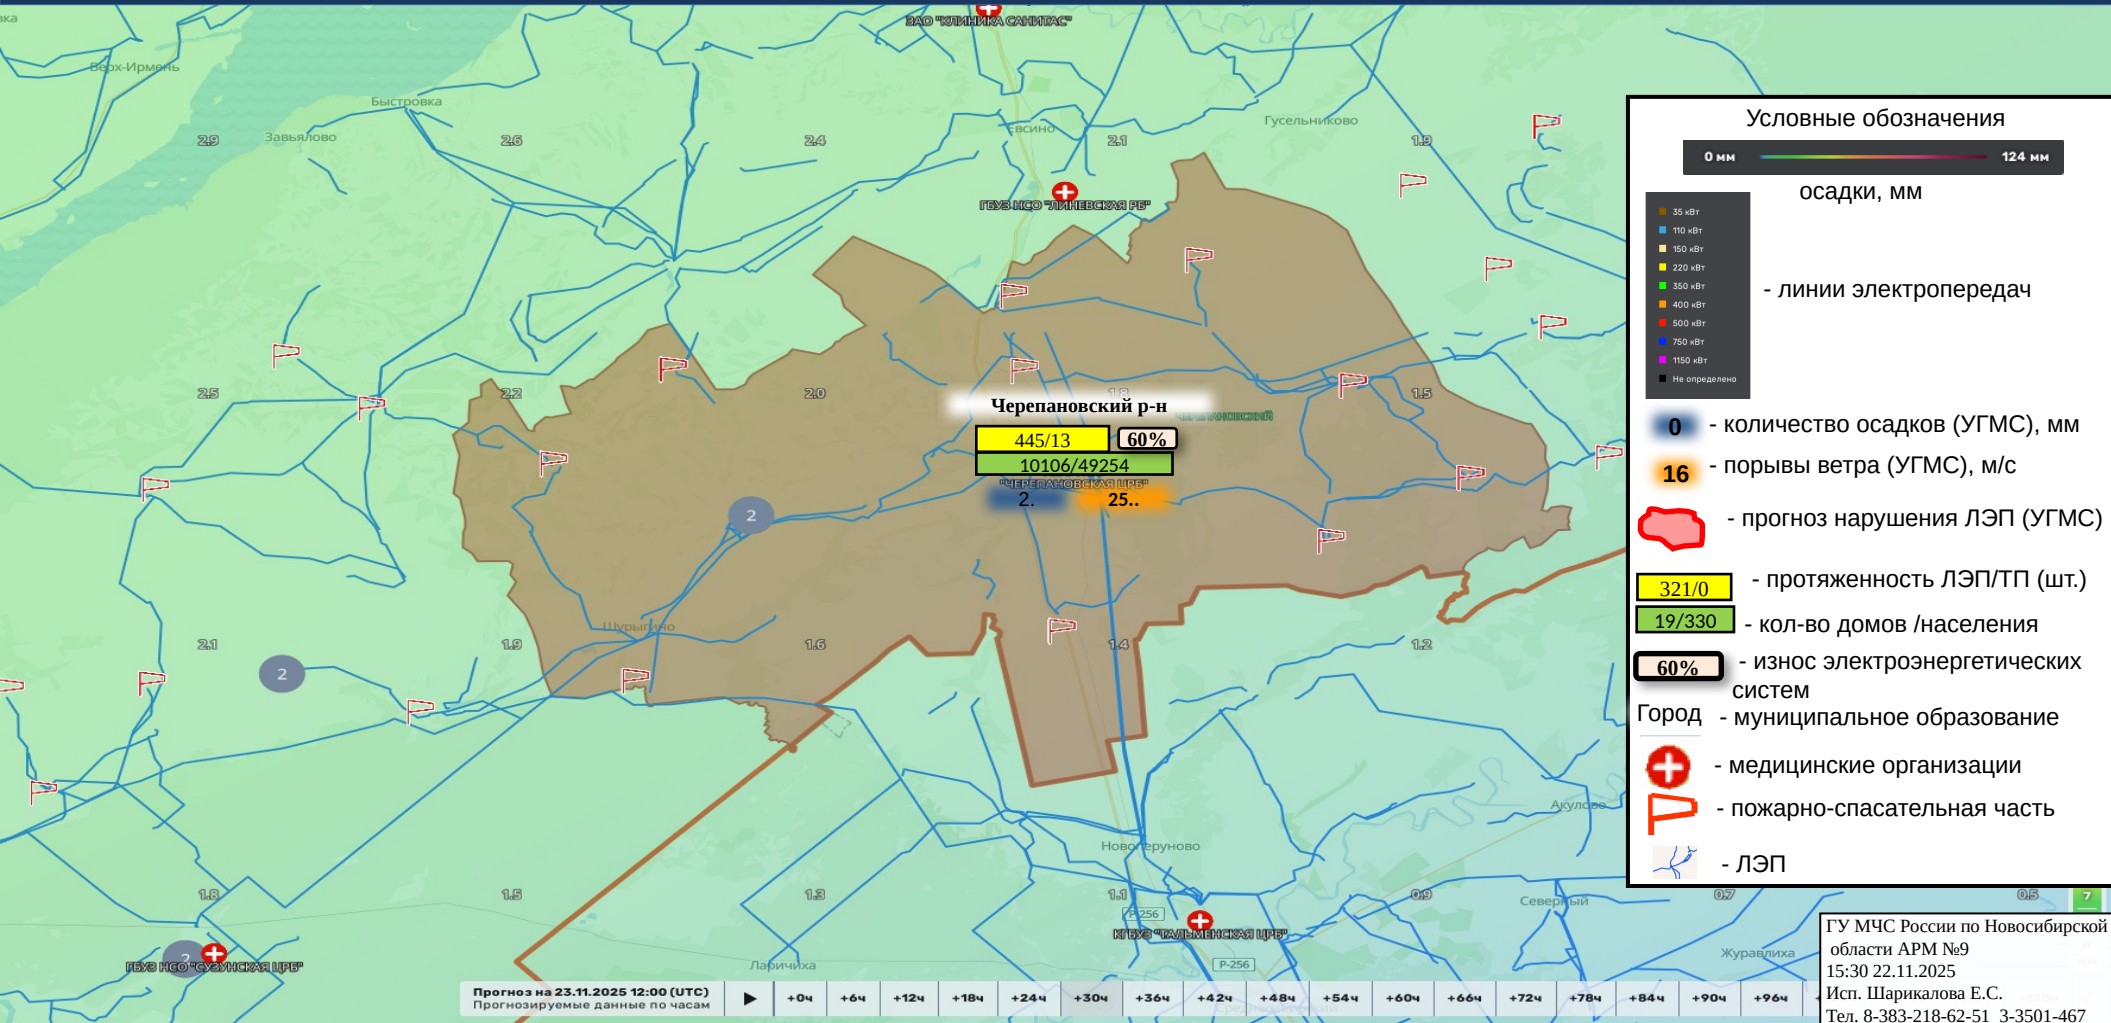 ЗАО "КЛИНИКА САНИТАС"
Верх-Ирмень
Быстровка
Завьялово
Евсино
Гусельниково
2.9
2.6
2.4
2.1
1.9
ГБУЗ НСО "ЛИНЕВСКАЯ РБ"
2.5
2.2
2.0
1.8
1.5
Черепановский р-н
ЧЕРЕПАНОВСКИЙ
445/13
60%
10106/49254
"ЧЕРЕПАНОВСКАЯ ЦРБ"
2.
25..
2
Шурыгино
2.1
1.9
1.6
1.4
1.2
2
Акулово
Новоперуново
1.8
1.5
1.3
1.1
0.9
0.7
0.5
7
Р-256
Северный
КГБУЗ "ТАЛЬМЕНСКАЯ ЦРБ"
2
ГБУЗ НСО "СУЗУНСКАЯ ЦРБ"
Ларичиха
Р-256
Журавлиха
Условные обозначения
0 мм
124 мм
осадки, мм
35 кВт
110 кВт
150 кВт
220 кВт
350 кВт
400 кВт
500 кВт
750 кВт
1150 кВт
Не определено
- линии электропередач
0 - количество осадков (УГМС), мм
16 - порывы ветра (УГМС), м/с
- прогноз нарушения ЛЭП (УГМС)
321/0 - протяженность ЛЭП/ТП (шт.)
19/330 - кол-во домов /населения
60% - износ электроэнергетических
систем
Город - муниципальное образование
- медицинские организации
- пожарно-спасательная часть
- ЛЭП
ГУ МЧС России по Новосибирской
области АРМ №9
15:30 22.11.2025
Исп. Шарикалова Е.С.
Тел. 8-383-218-62-51 3-3501-467
Прогноз на 23.11.2025 12:00 (UTC)
Прогнозируемые данные по часам
+0ч +6ч +12ч +18ч +24ч +30ч +36ч +42ч +48ч +54ч +60ч +66ч +72ч +78ч +84ч +90ч +96ч